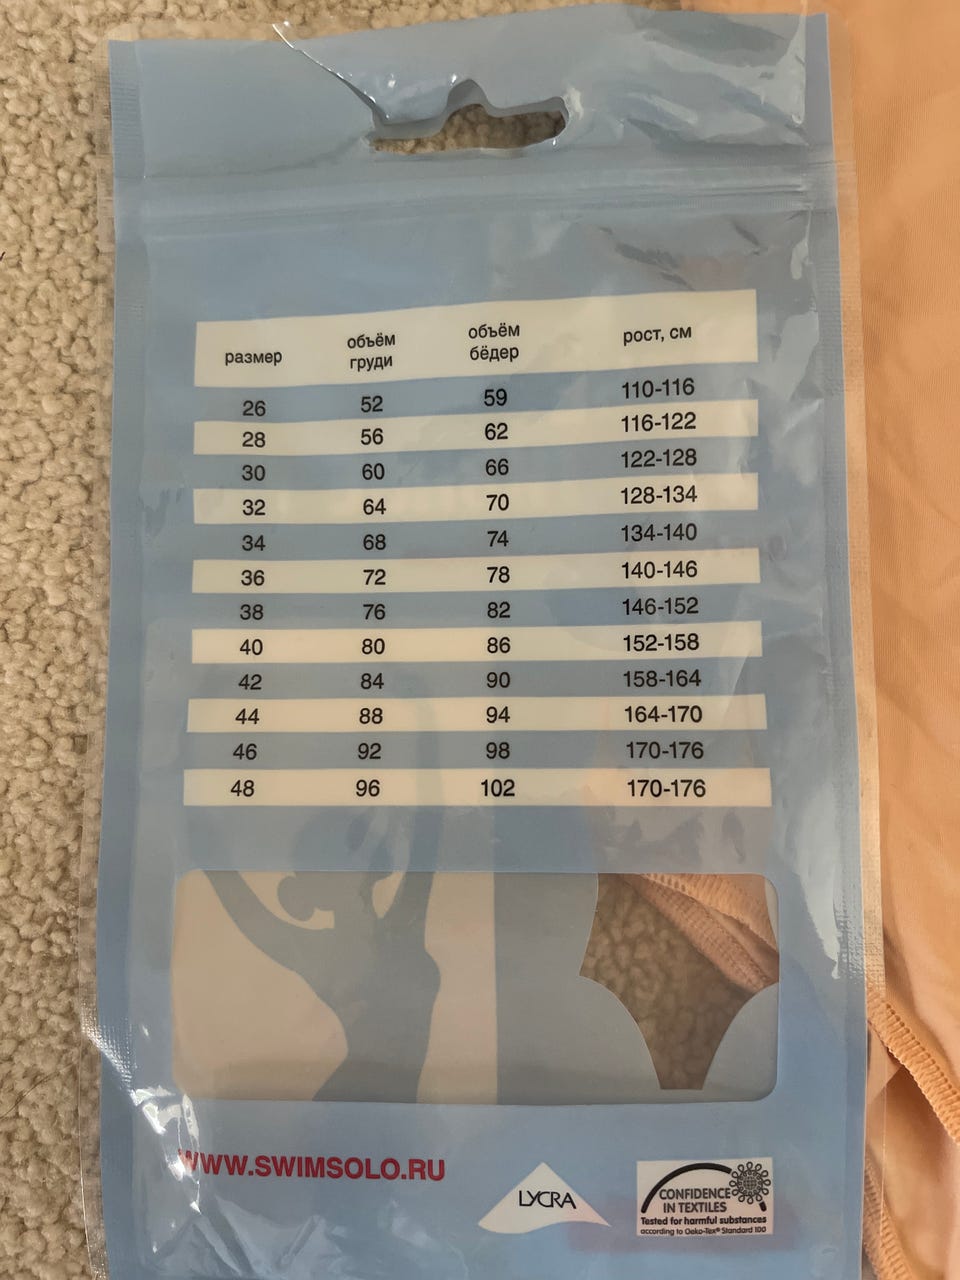 размер объём груди объём бёдер рост, см
26 52 59 110-116
28 56 62 116-122
30 60 66 122-128
32 64 70 128-134
34 68 74 134-140
36 72 78 140-146
38 76 82 146-152
40 80 86 152-158
42 84 90 158-164
44 88 94 164-170
46 92 98 170-176
48 96 102 170-176
WWW.SWIMSOLO.RU
LYCRA
CONFIDENCE
IN TEXTILES
Tested for harmful substances
according to Oeko-Tex® Standard 100